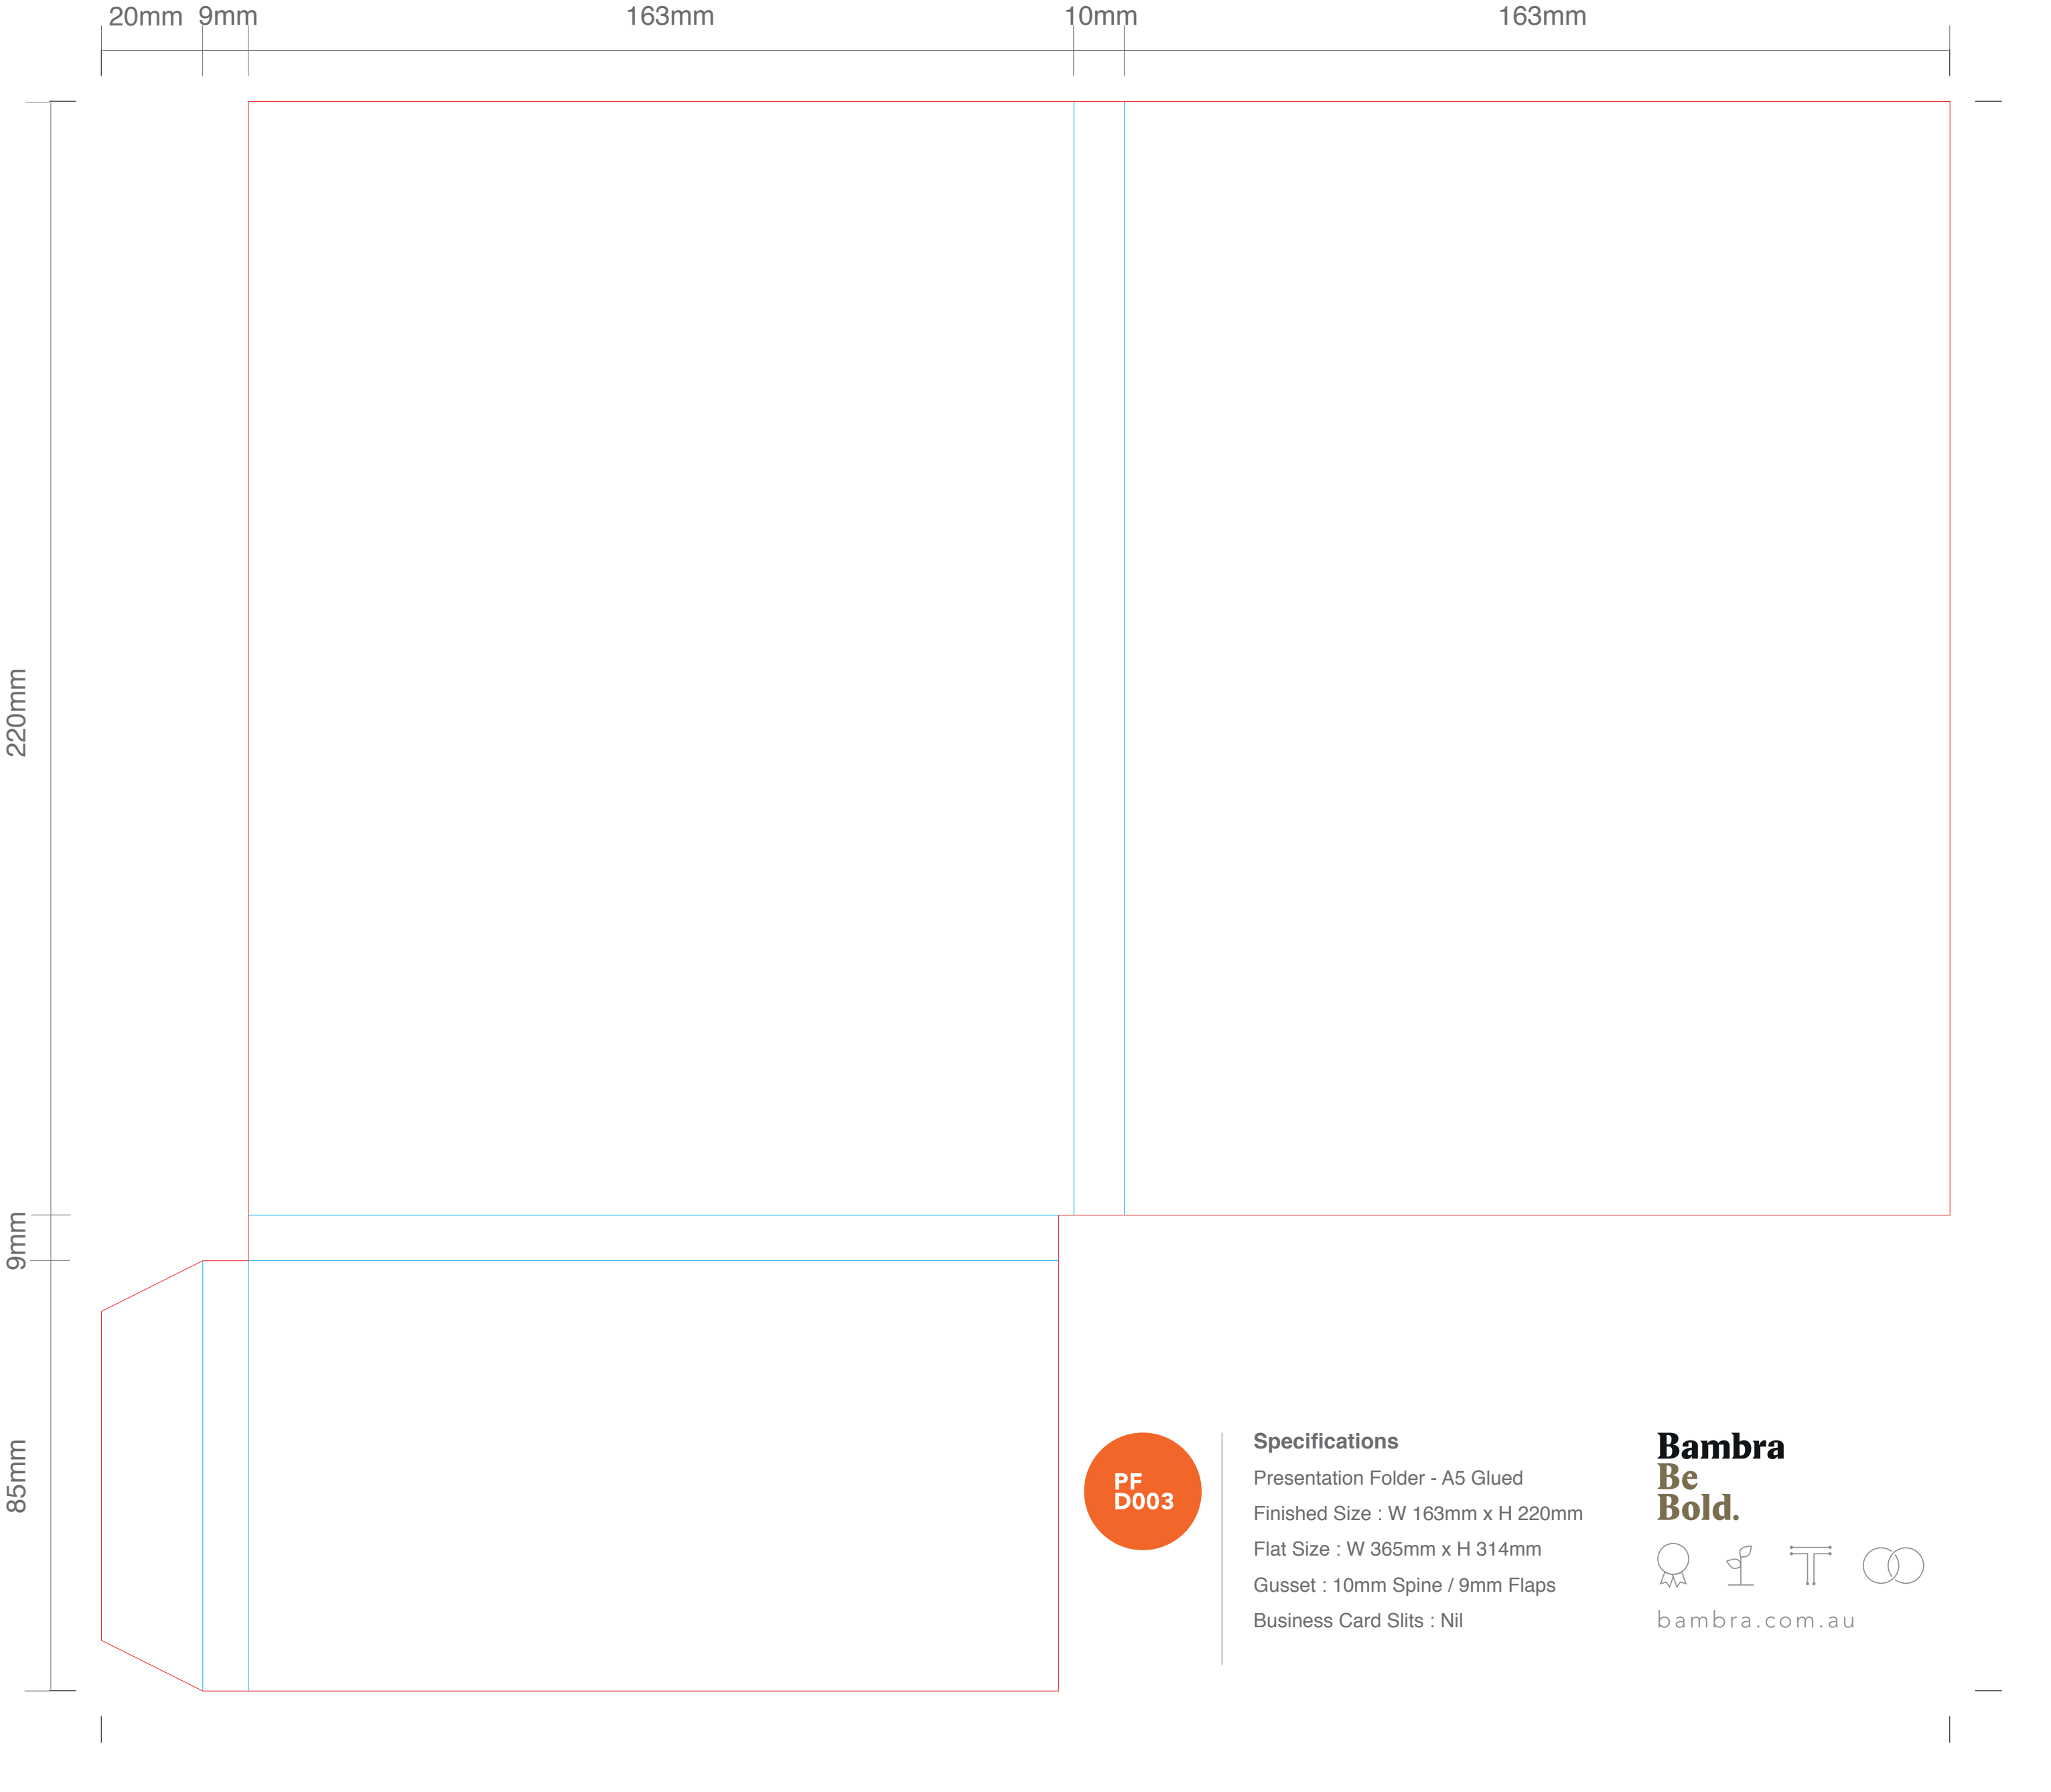 20mm 9mm 163mm 10mm 163mm
220mm
9mm
85mm
PF
D003
Specifications
Presentation Folder - A5 Glued
Finished Size : W 163mm x H 220mm
Flat Size : W 365mm x H 314mm
Gusset : 10mm Spine / 9mm Flaps
Business Card Slits : Nil
Bambra
Be
Bold.
bambra.com.au